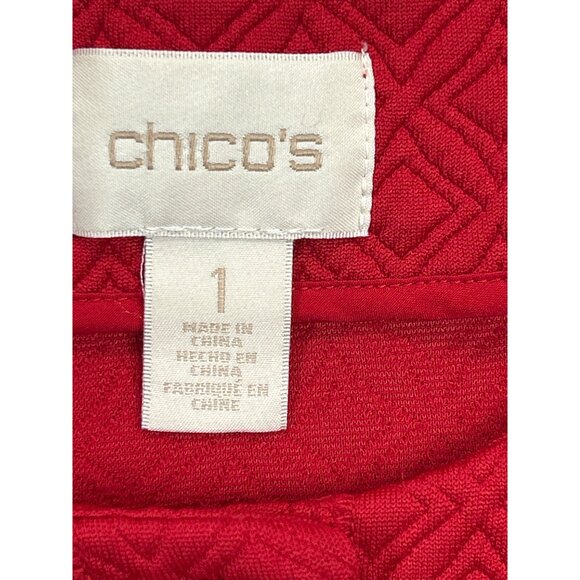 chico's
1
MADE IN
CHINA
HECHO EN
CHINA
FABRIQUÉ EN
CHINE